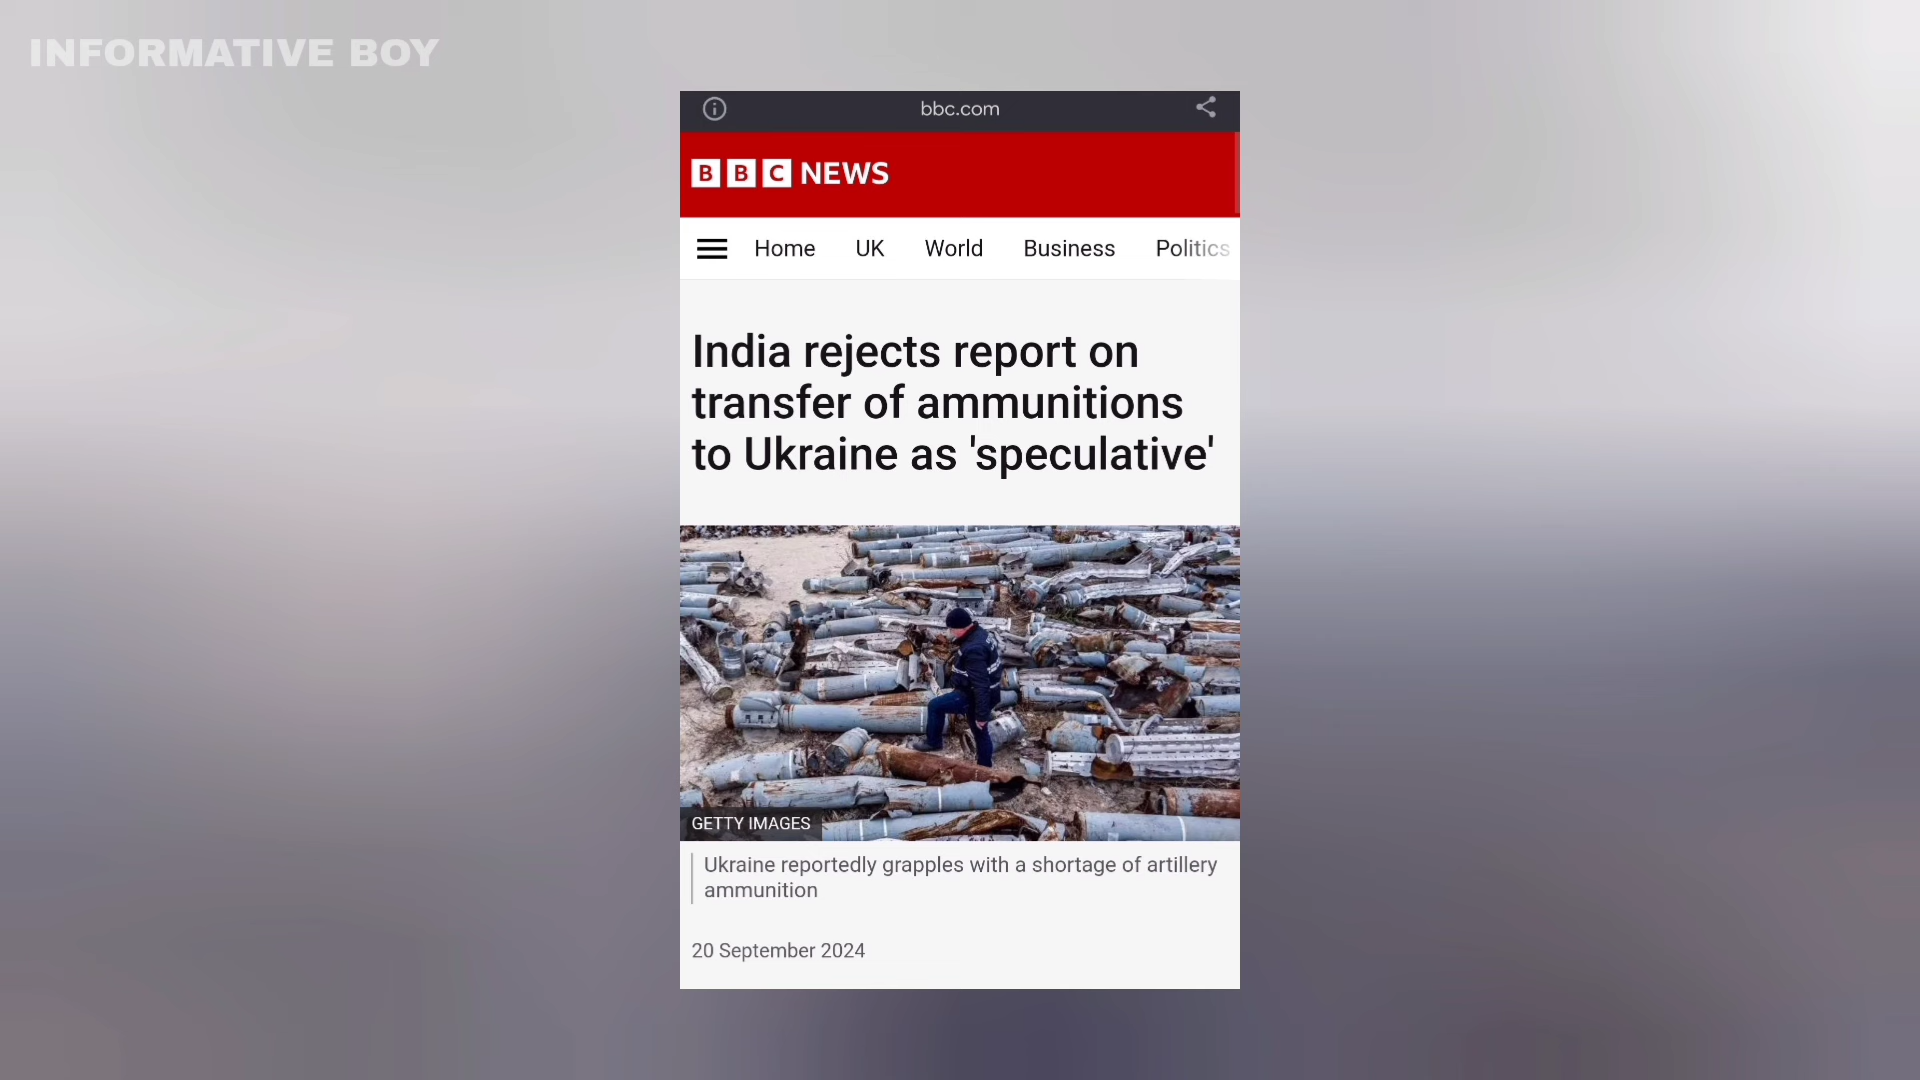 INFORMATIVE BOY
bbc.com
BBC NEWS
Home UK World Business Politics
India rejects report on
transfer of ammunitions
to Ukraine as 'speculative'
GETTY IMAGES
Ukraine reportedly grapples with a shortage of artillery
ammunition
20 September 2024